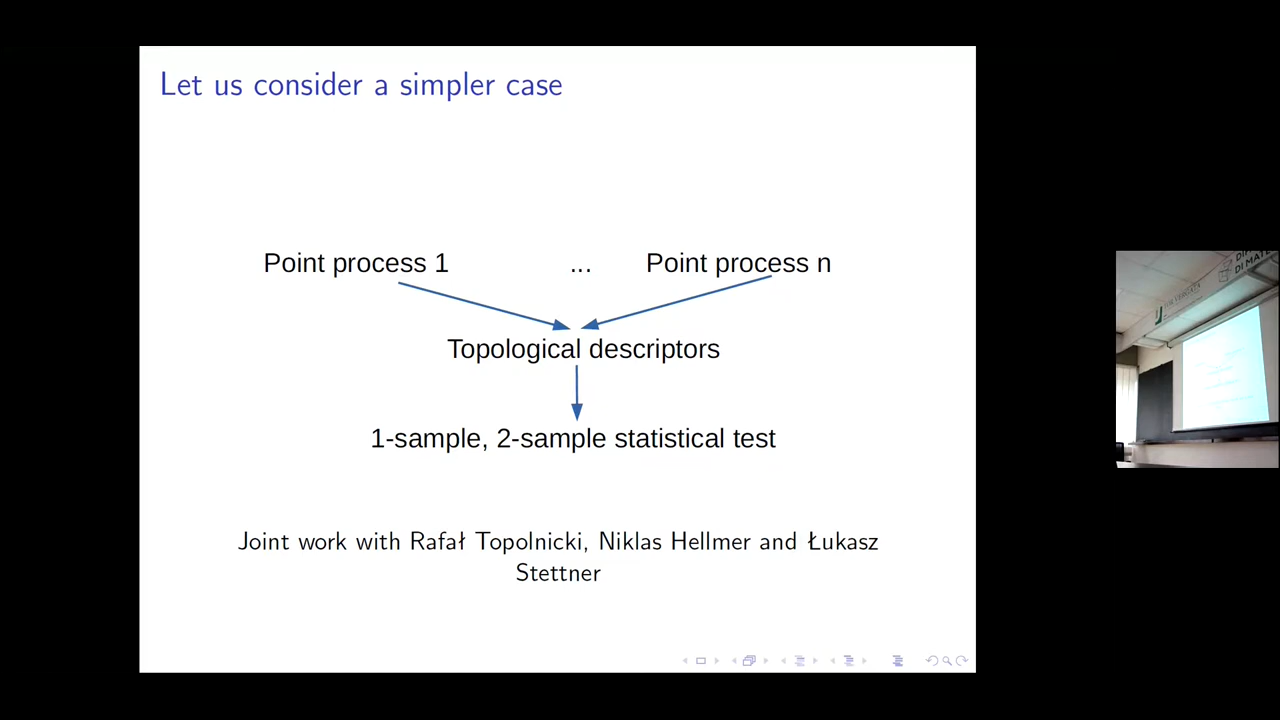 Let us consider a simpler case
Point process 1 ... Point process n
Topological descriptors
1-sample, 2-sample statistical test
Joint work with Rafał Topolnicki, Niklas Hellmer and Łukasz
Stettner